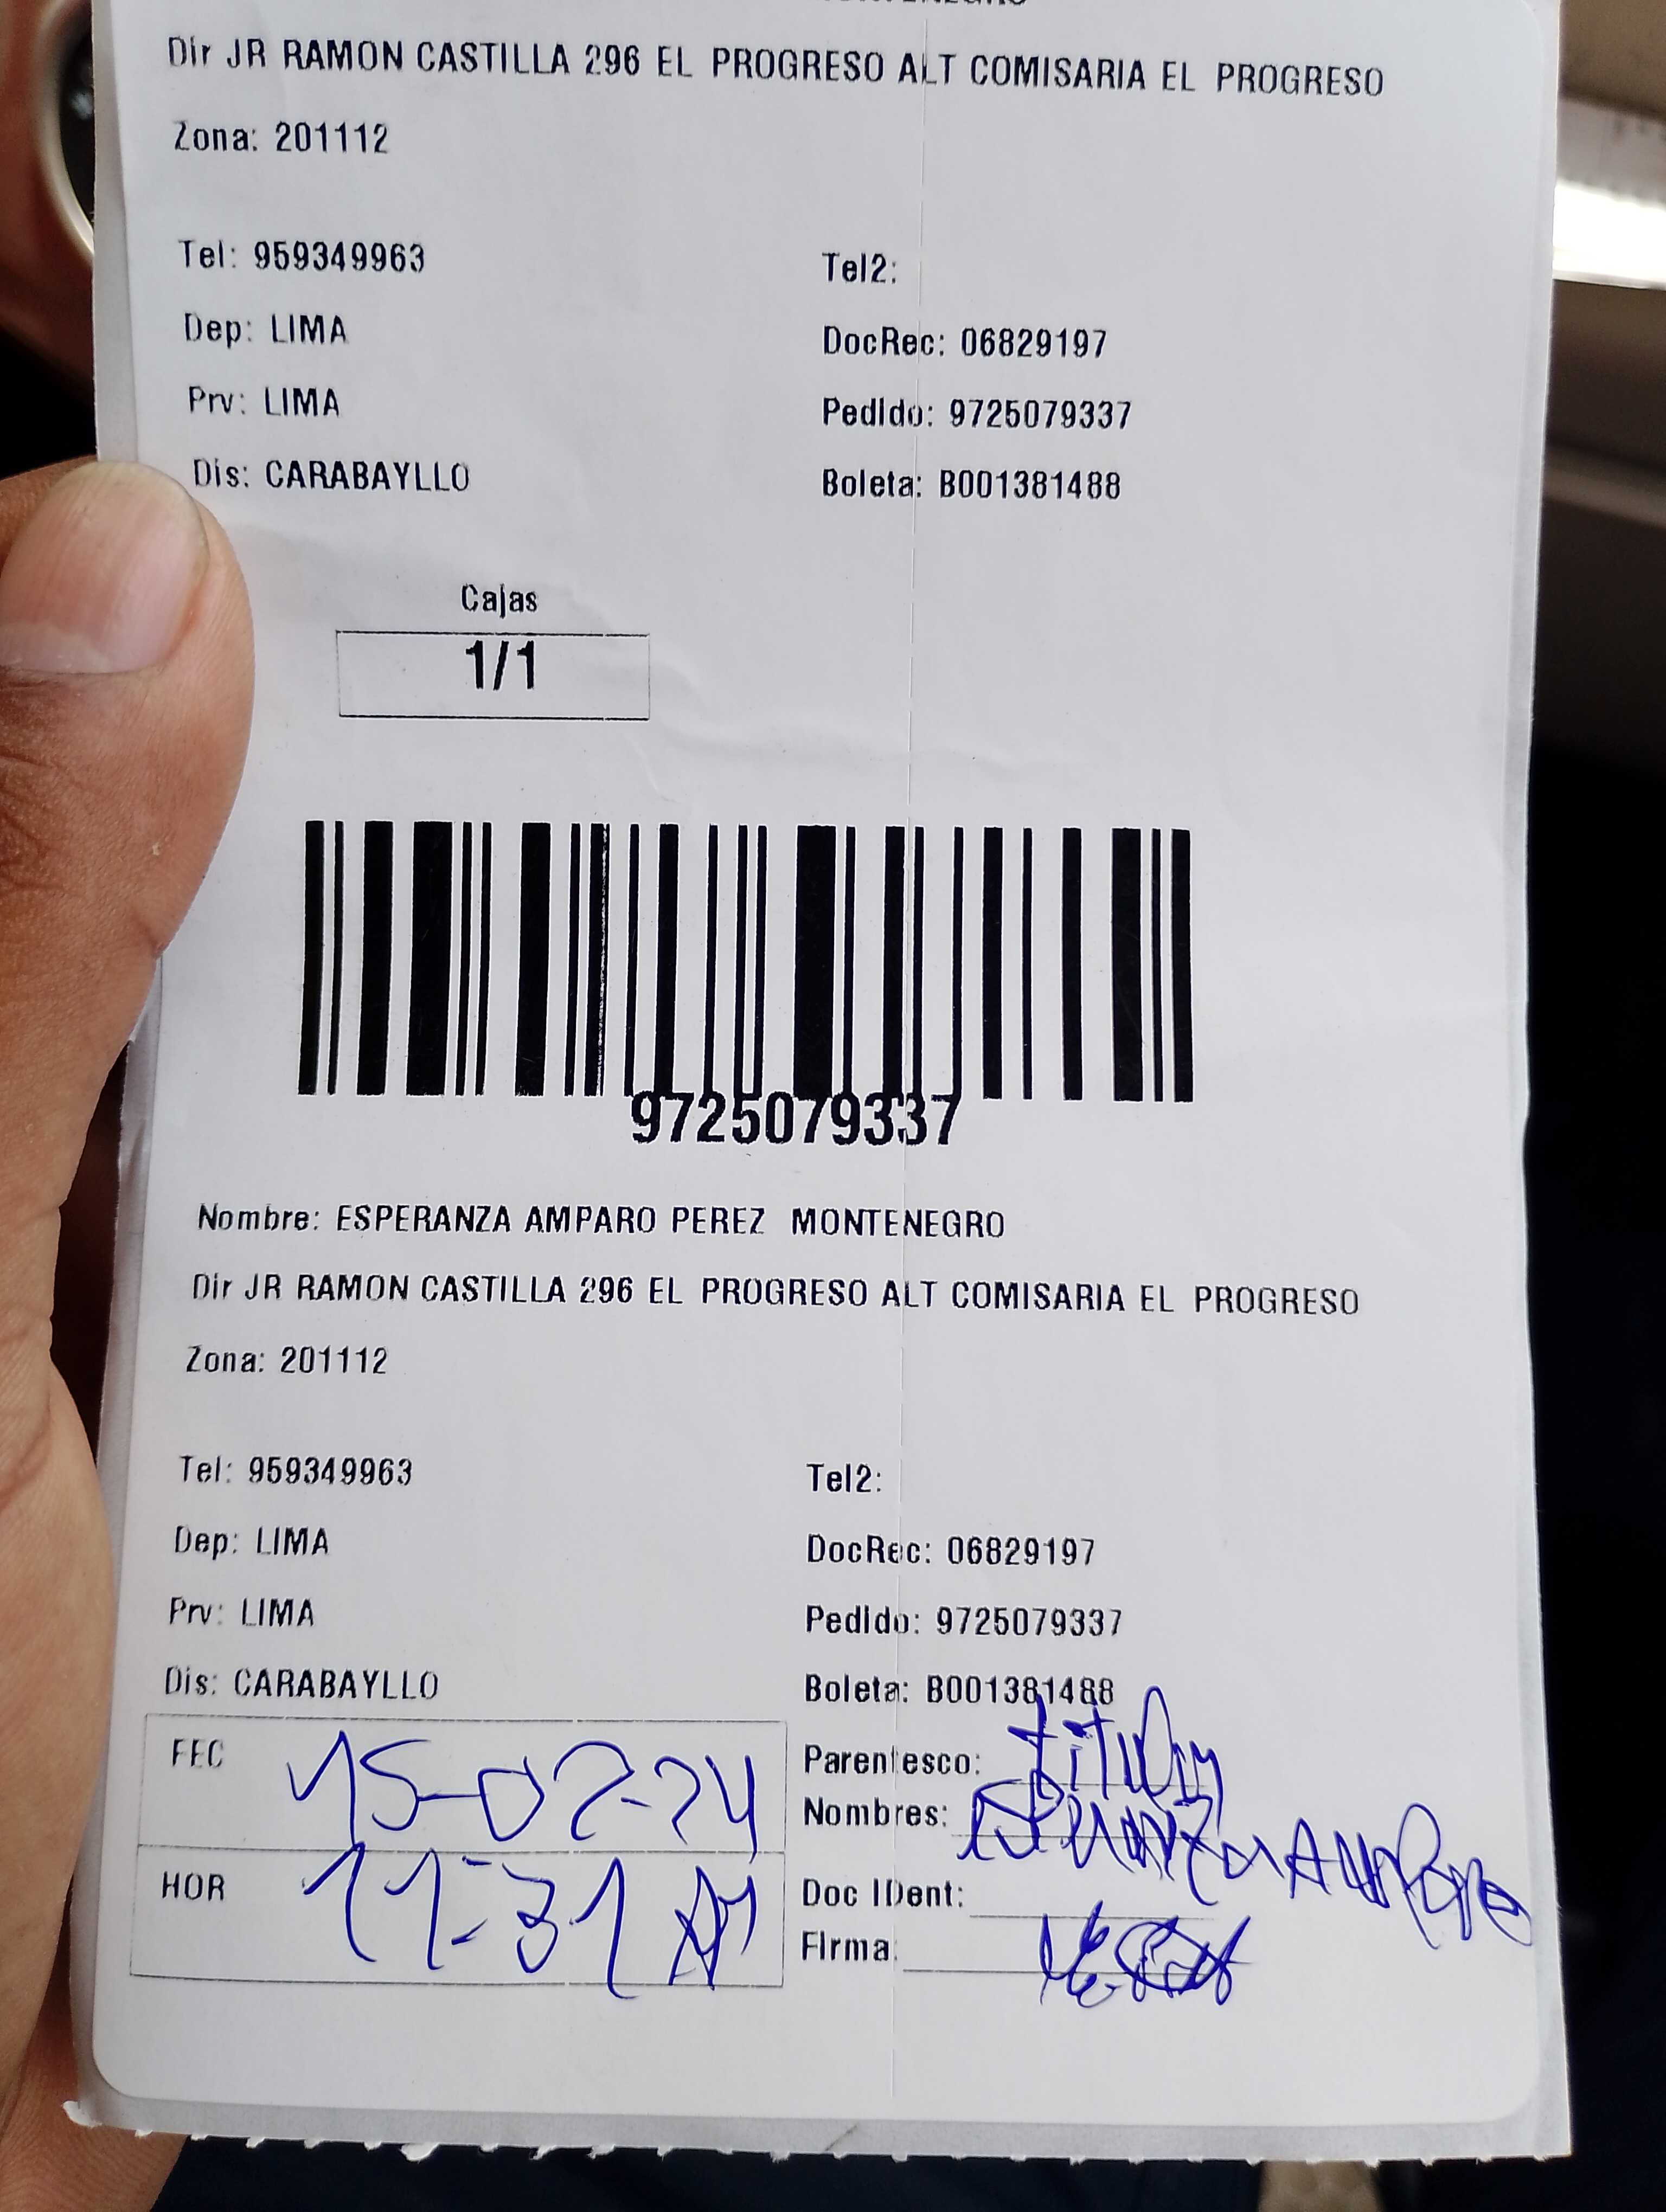 Dir JR RAMON CASTILLA 296 EL PROGRESO ALT COMISARIA EL PROGRESO
Zona: 201112
Tel: 959349963 Tel2:
Dep: LIMA DocRec: 06829197
Prv: LIMA Pedido: 9725079337
Dis: CARABAYLLO Boleta: B001381488
Cajas
1/1
9725079337
Nombre: ESPERANZA AMPARO PEREZ MONTENEGRO
Dir JR RAMON CASTILLA 296 EL PROGRESO ALT COMISARIA EL PROGRESO
Zona: 201112
Tel: 959349963 Tel2:
Dep: LIMA DocRec: 06829197
Prv: LIMA Pedido: 9725079337
Dis: CARABAYLLO Boleta: B001381488
FEC 15-02-24 Parentesco: titular
Nombres: Esperanza Amparo
HOR 11:31 Doc IDent:
Firma: